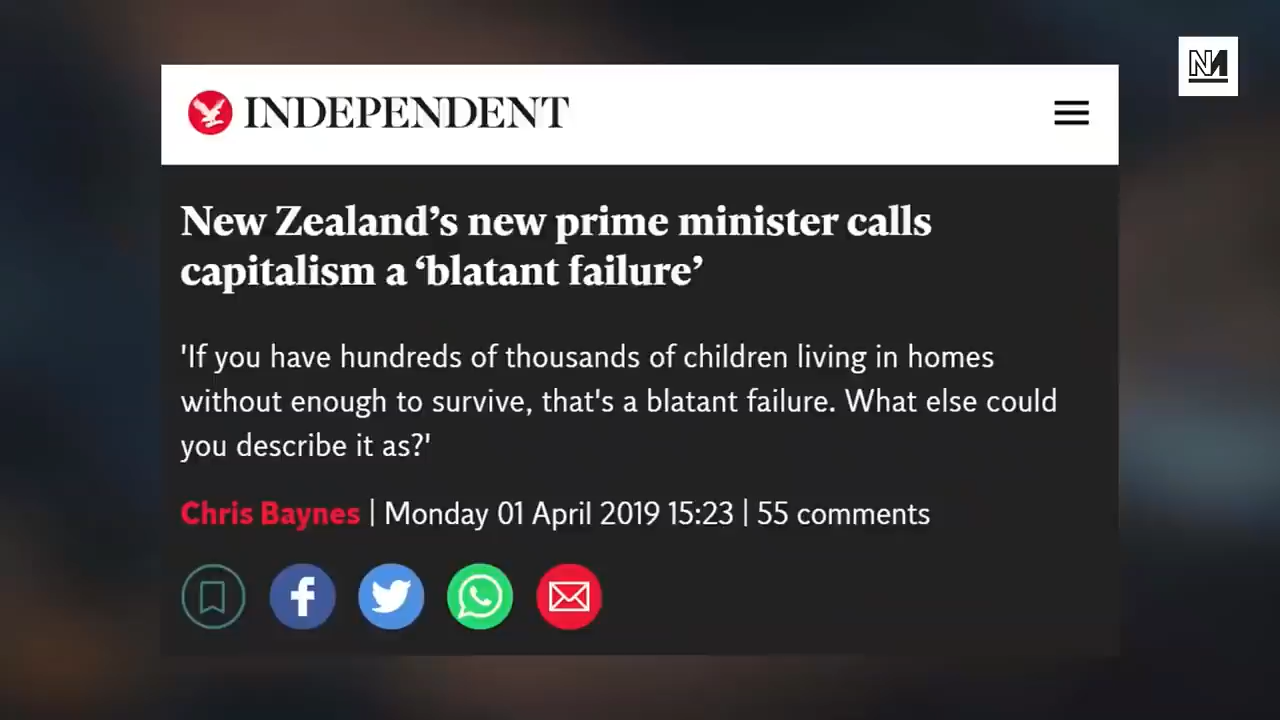 NM
INDEPENDENT
New Zealand’s new prime minister calls
capitalism a ‘blatant failure’
'If you have hundreds of thousands of children living in homes
without enough to survive, that's a blatant failure. What else could
you describe it as?'
Chris Baynes | Monday 01 April 2019 15:23 | 55 comments